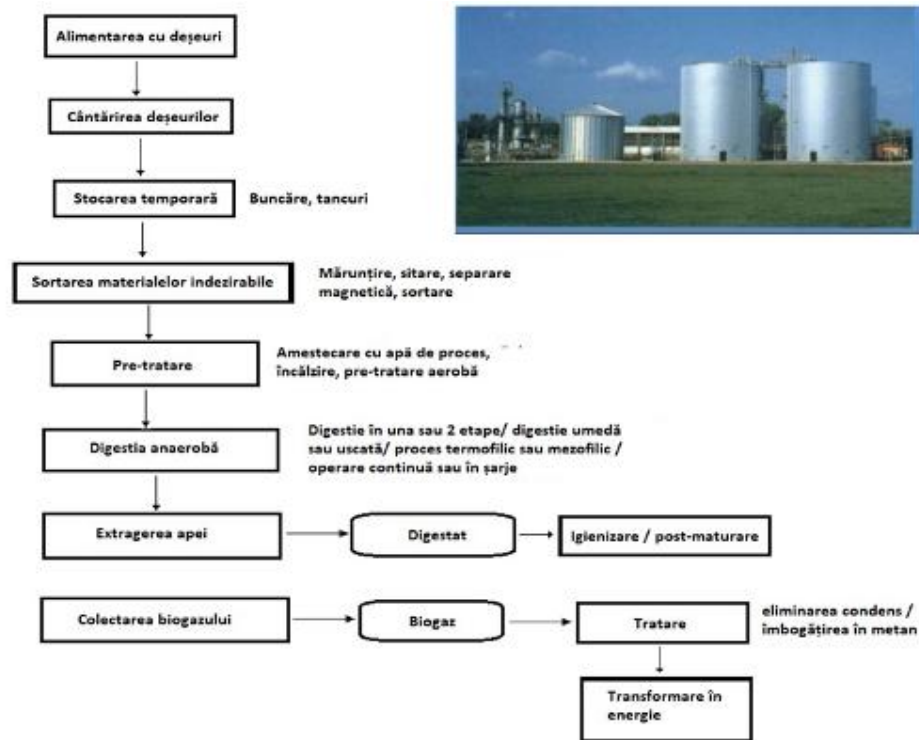 Alimentarea cu deșeuri
Cântărirea deșeurilor
Stocarea temporară
Buncăre, tancuri
Sortarea materialelor indezirabile
Mărunțire, sitare, separare
magnetică, sortare
Pre-tratare
Amestecare cu apă de proces,
încălzire, pre-tratare aerobă
Digestia anaerobă
Digestie în una sau 2 etape/ digestie umedă
sau uscată/ proces termofilic sau mezofilic /
operare continuă sau în șarje
Extragerea apei
Digestat
Igienizare / post-maturare
Colectarea biogazului
Biogaz
Tratare
eliminarea condens /
îmbogățirea în metan
Transformare în
energie